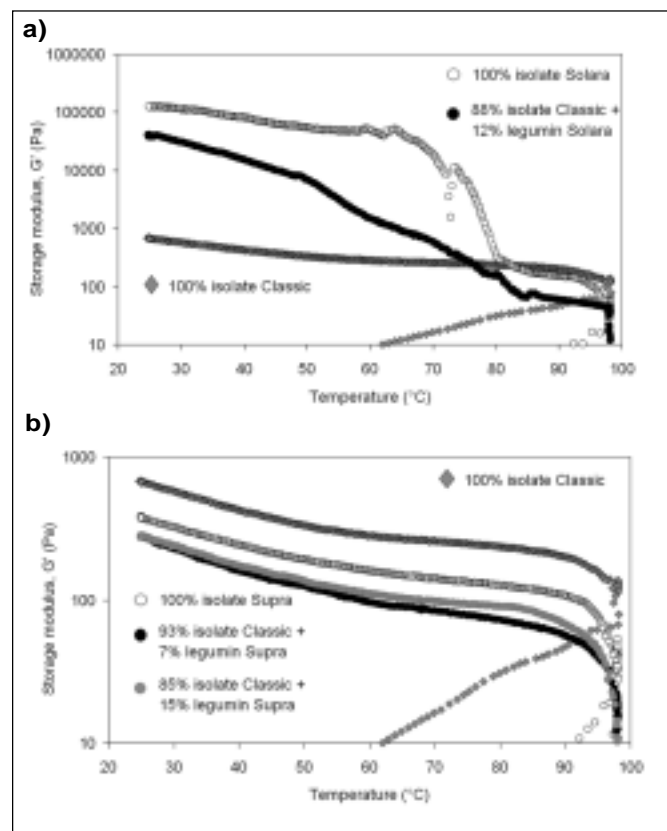 a)
1000000
100000
10000
1000
100
10
Storage modulus, G' (Pa)
100% isolate Solara
88% isolate Classic +
12% legumin Solara
100% isolate Classic
20 30 40 50 60 70 80 90 100
Temperature (°C)
b)
1000
100
10
Storage modulus, G' (Pa)
100% isolate Classic
100% isolate Supra
93% isolate Classic +
7% legumin Supra
85% isolate Classic +
15% legumin Supra
20 30 40 50 60 70 80 90 100
Temperature (°C)